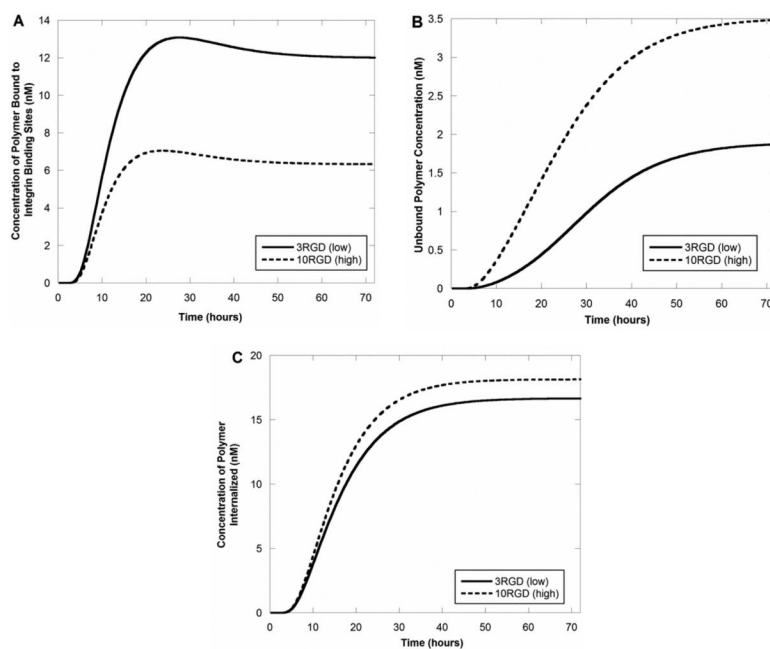 A
Concentration of Polymer Bound to
Integrin Binding Sites (nM)
14
12
10
8
6
4
2
0
3RGD (low)
10RGD (high)
0 10 20 30 40 50 60 70
Time (hours)
B
Unbound Polymer Concentration (nM)
3.5
3
2.5
2
1.5
1
0.5
0
3RGD (low)
10RGD (high)
0 10 20 30 40 50 60 70
Time (hours)
C
Concentration of Polymer
Internalized (nM)
20
15
10
5
0
3RGD (low)
10RGD (high)
0 10 20 30 40 50 60 70
Time (hours)